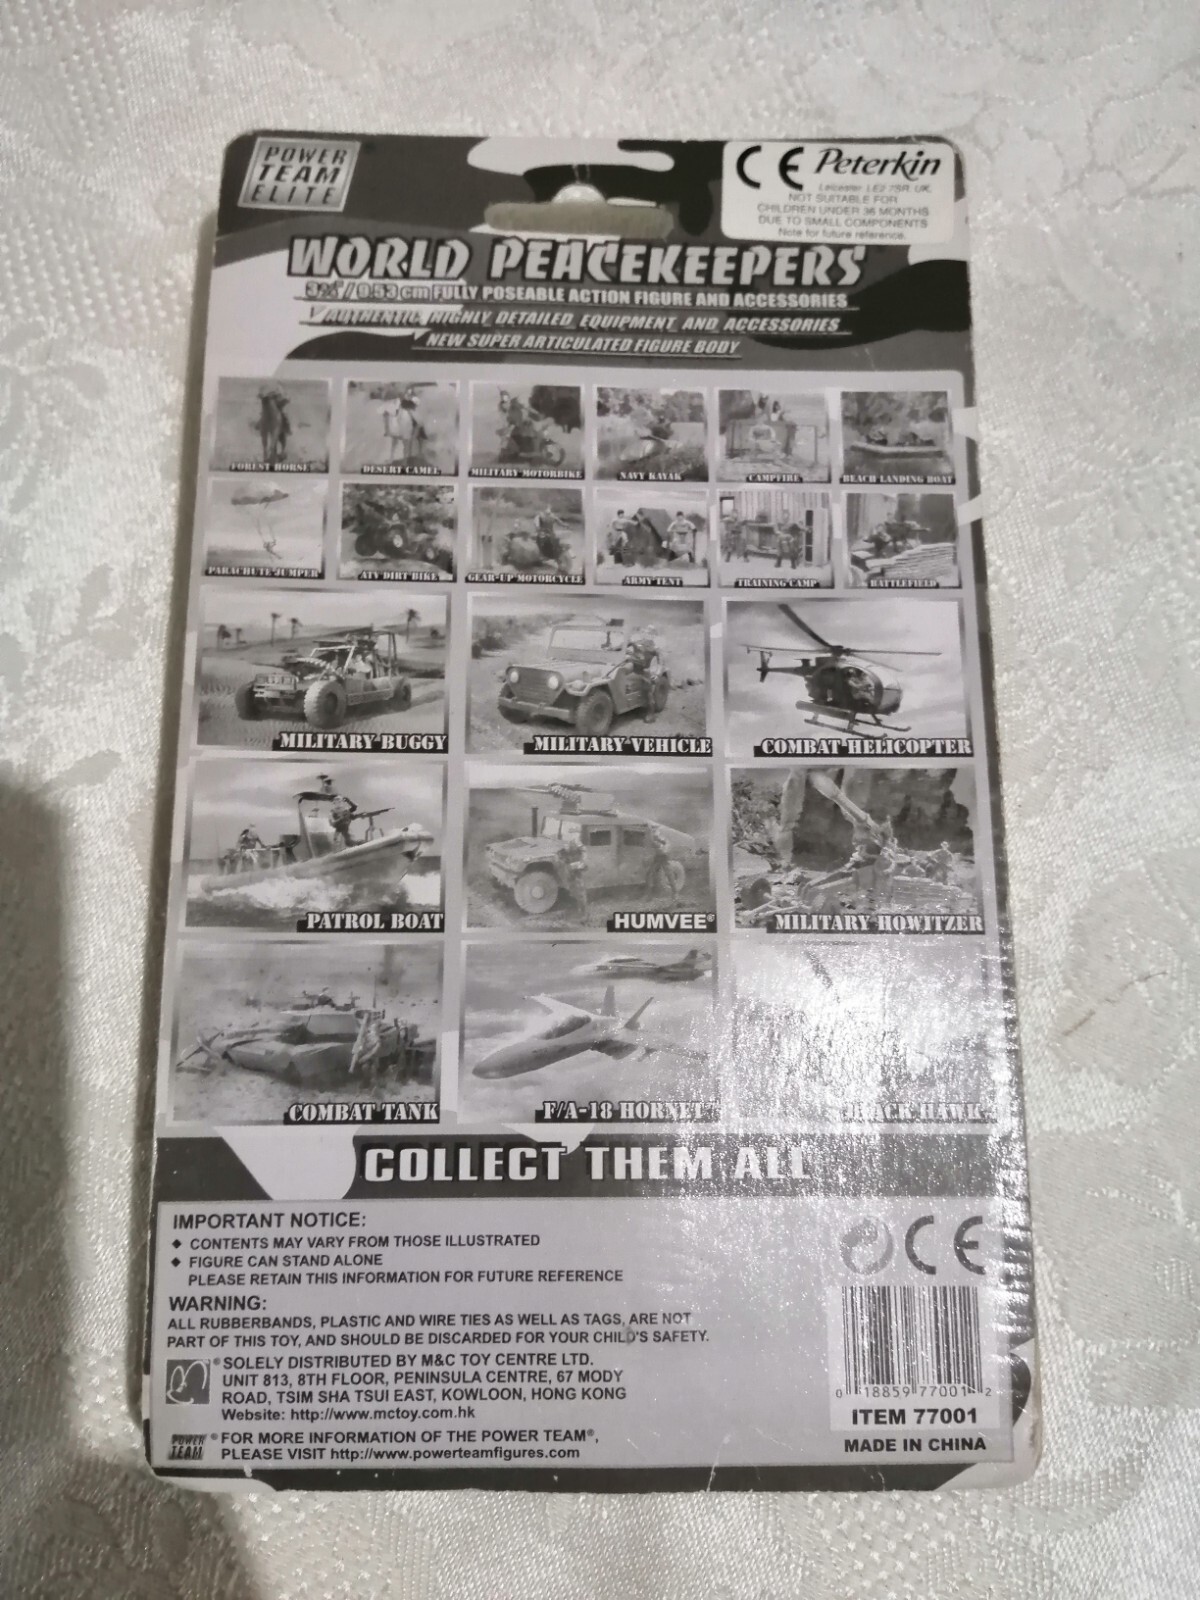 POWER
TEAM
ELITE
CE Peterkin
Leicester LE2 7SR. UK.
NOT SUITABLE FOR
CHILDREN UNDER 36 MONTHS
DUE TO SMALL COMPONENTS
Note for future reference.
WORLD PEACEKEEPERS
3¾"/9.53cm FULLY POSEABLE ACTION FIGURE AND ACCESSORIES
AUTHENTIC, HIGHLY DETAILED EQUIPMENT AND ACCESSORIES
NEW SUPER ARTICULATED FIGURE BODY
FOREST HORSE
DESERT CAMEL
MILITARY MOTORBIKE
NAVY KAYAK
CAMPFIRE
BEACH LANDING BOAT
PARACHUTE JUMPER
ATV DIRT BIKE
GEAR-UP MOTORCYCLE
ARMY TENT
TRAINING CAMP
BATTLEFIELD
MILITARY BUGGY
MILITARY VEHICLE
COMBAT HELICOPTER
PATROL BOAT
HUMVEE®
MILITARY HOWITZER
COMBAT TANK
F/A-18 HORNET
BLACK HAWK
COLLECT THEM ALL
IMPORTANT NOTICE:
◆ CONTENTS MAY VARY FROM THOSE ILLUSTRATED
◆ FIGURE CAN STAND ALONE
PLEASE RETAIN THIS INFORMATION FOR FUTURE REFERENCE
WARNING:
ALL RUBBERBANDS, PLASTIC AND WIRE TIES AS WELL AS TAGS, ARE NOT
PART OF THIS TOY, AND SHOULD BE DISCARDED FOR YOUR CHILD'S SAFETY.
® SOLELY DISTRIBUTED BY M&C TOY CENTRE LTD.
UNIT 813, 8TH FLOOR, PENINSULA CENTRE, 67 MODY
ROAD, TSIM SHA TSUI EAST, KOWLOON, HONG KONG
Website: http://www.mctoy.com.hk
POWER TEAM ® FOR MORE INFORMATION OF THE POWER TEAM®,
PLEASE VISIT http://www.powerteamfigures.com
CE
0 18859 77001 2
ITEM 77001
MADE IN CHINA